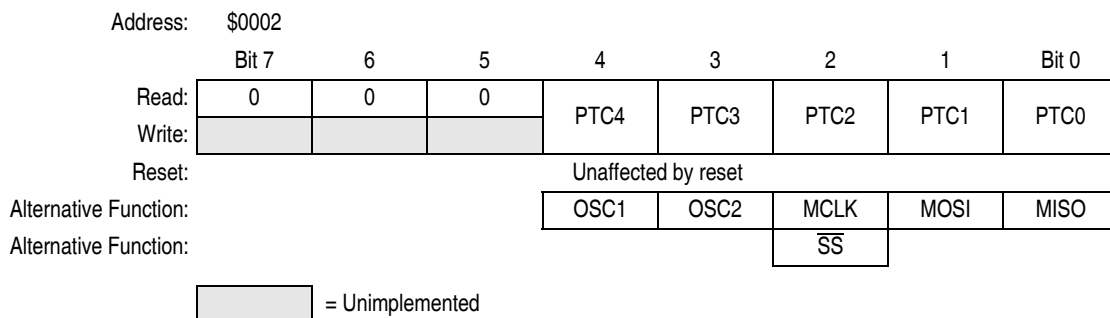 Address: $0002
Bit 7 6 5 4 3 2 1 Bit 0
Read: 0 0 0 PTC4 PTC3 PTC2 PTC1 PTC0
Write:
Reset: Unaffected by reset
Alternative Function: OSC1 OSC2 MCLK MOSI MISO
Alternative Function: S̅S̅
= Unimplemented